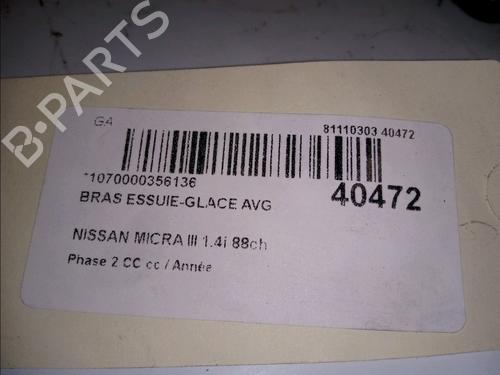 G4
81110303 40472
*1070000356136
40472
BRAS ESSUIE-GLACE AVG
NISSAN MICRA III 1.4i 88ch
Phase 2 CC cc / Année
B-PARTS